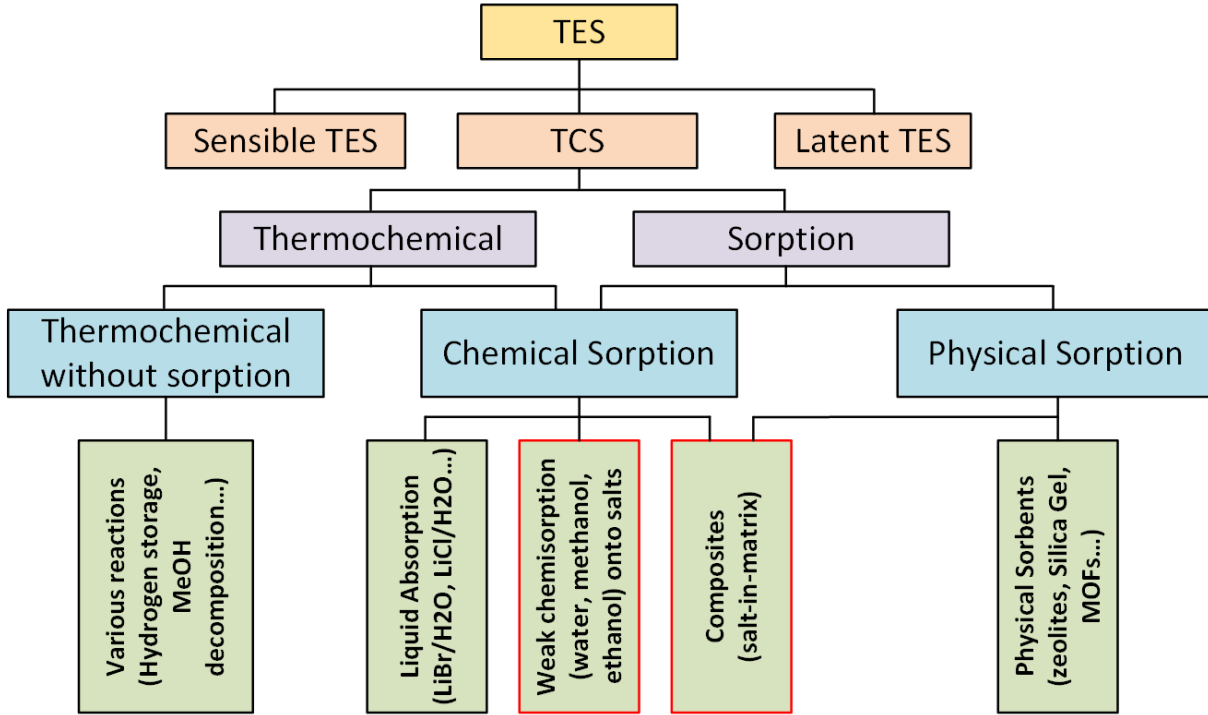 TES
Sensible TES
TCS
Latent TES
Thermochemical
Sorption
Thermochemical
without sorption
Chemical Sorption
Physical Sorption
Various reactions
(Hydrogen storage,
MeOH
decomposition...)
Liquid Absorption
(LiBr/H2O, LiCl/H2O...)
Weak chemisorption
(water, methanol,
ethanol) onto salts
Composites
(salt-in-matrix)
Physical Sorbents
(zeolites, Silica Gel,
MOFs...)